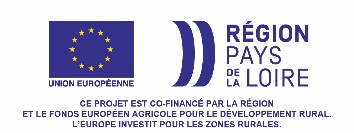 UNION EUROPÉENNE
RÉGION
PAYS
DE LA LOIRE
CE PROJET EST CO-FINANCÉ PAR LA RÉGION
ET LE FONDS EUROPÉEN AGRICOLE POUR LE DÉVELOPPEMENT RURAL.
L'EUROPE INVESTIT POUR LES ZONES RURALES.